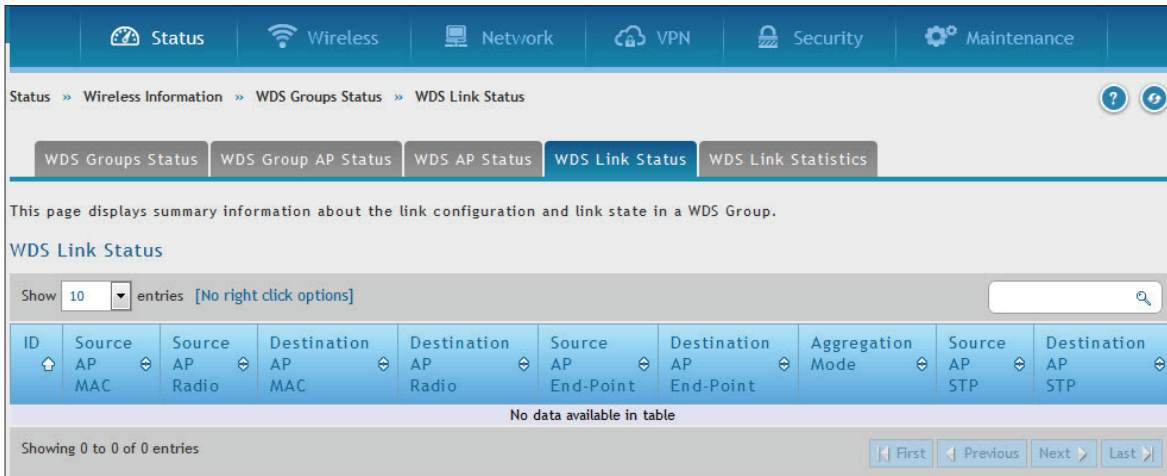 Status Wireless Network VPN Security Maintenance
Status » Wireless Information » WDS Groups Status » WDS Link Status
?
WDS Groups Status WDS Group AP Status WDS AP Status WDS Link Status WDS Link Statistics
This page displays summary information about the link configuration and link state in a WDS Group.
WDS Link Status
Show 10 entries [No right click options]
ID Source AP MAC Source AP Radio Destination AP MAC Destination AP Radio Source AP End-Point Destination AP End-Point Aggregation Mode Source AP STP Destination AP STP
No data available in table
Showing 0 to 0 of 0 entries First Previous Next Last